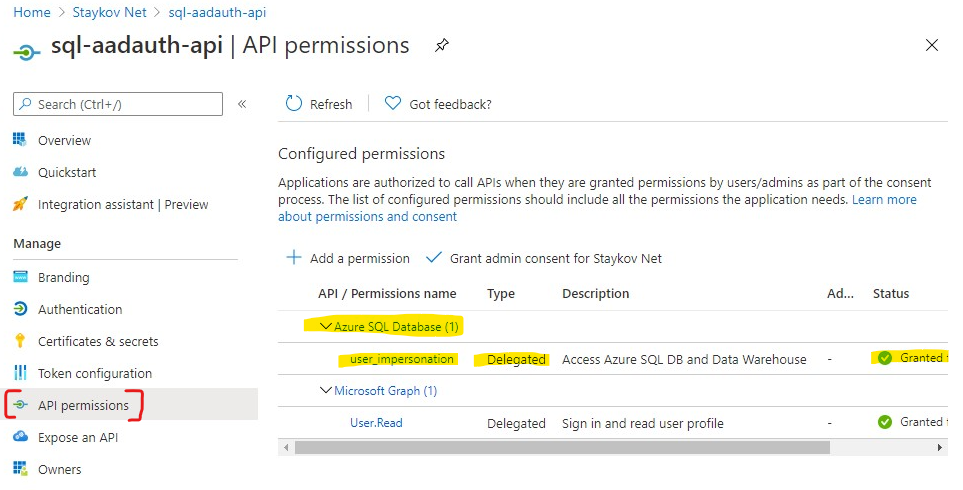 Home > Staykov Net > sql-aadauth-api
sql-aadauth-api | API permissions
Search (Ctrl+/)
«
Refresh
Got feedback?
Overview
Quickstart
Integration assistant | Preview
Manage
Branding
Authentication
Certificates & secrets
Token configuration
API permissions
Expose an API
Owners
Configured permissions
Applications are authorized to call APIs when they are granted permissions by users/admins as part of the consent
process. The list of configured permissions should include all the permissions the application needs. Learn more
about permissions and consent
Add a permission
Grant admin consent for Staykov Net
API / Permissions name Type Description Ad... Status
Azure SQL Database (1)
user_impersonation Delegated Access Azure SQL DB and Data Warehouse - Granted
Microsoft Graph (1)
User.Read Delegated Sign in and read user profile - Granted